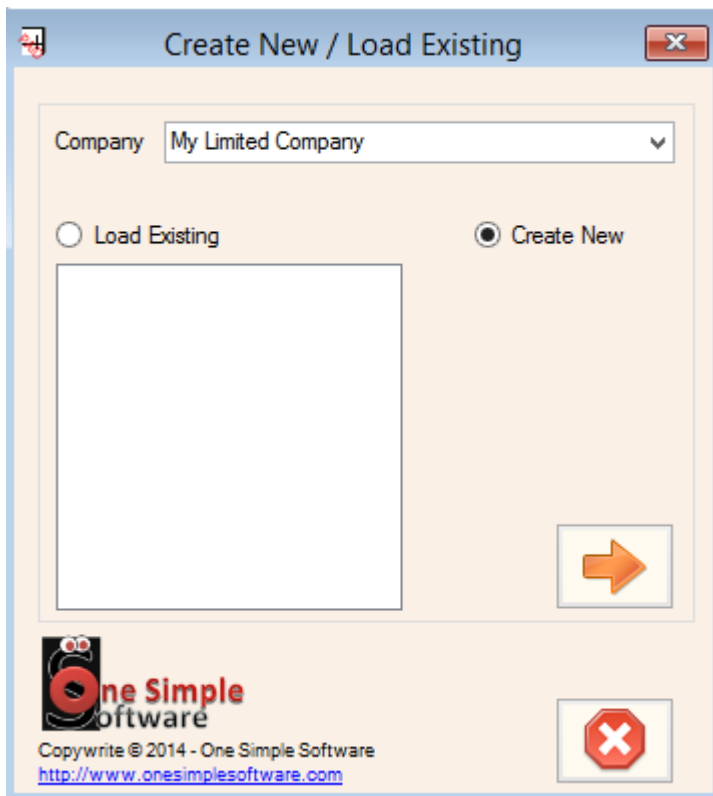 Create New / Load Existing
Company My Limited Company
Load Existing Create New
One Simple
Software
Copywrite © 2014 - One Simple Software
http://www.onesimplesoftware.com